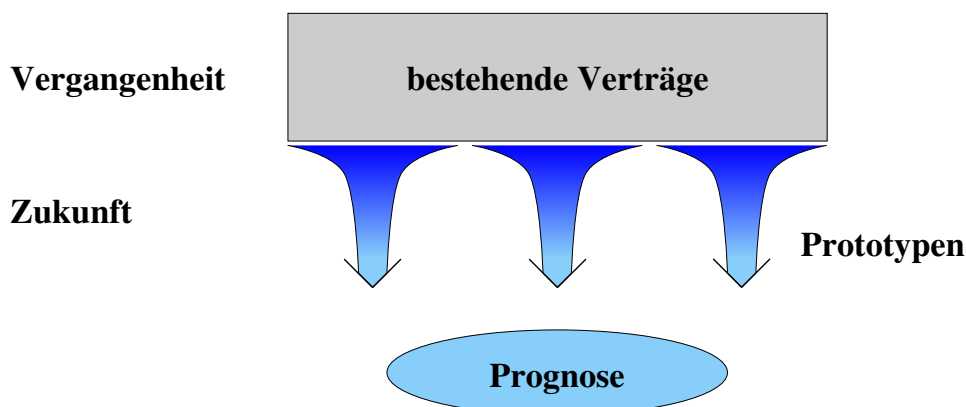 Vergangenheit
bestehende Verträge
Zukunft
Prototypen
Prognose